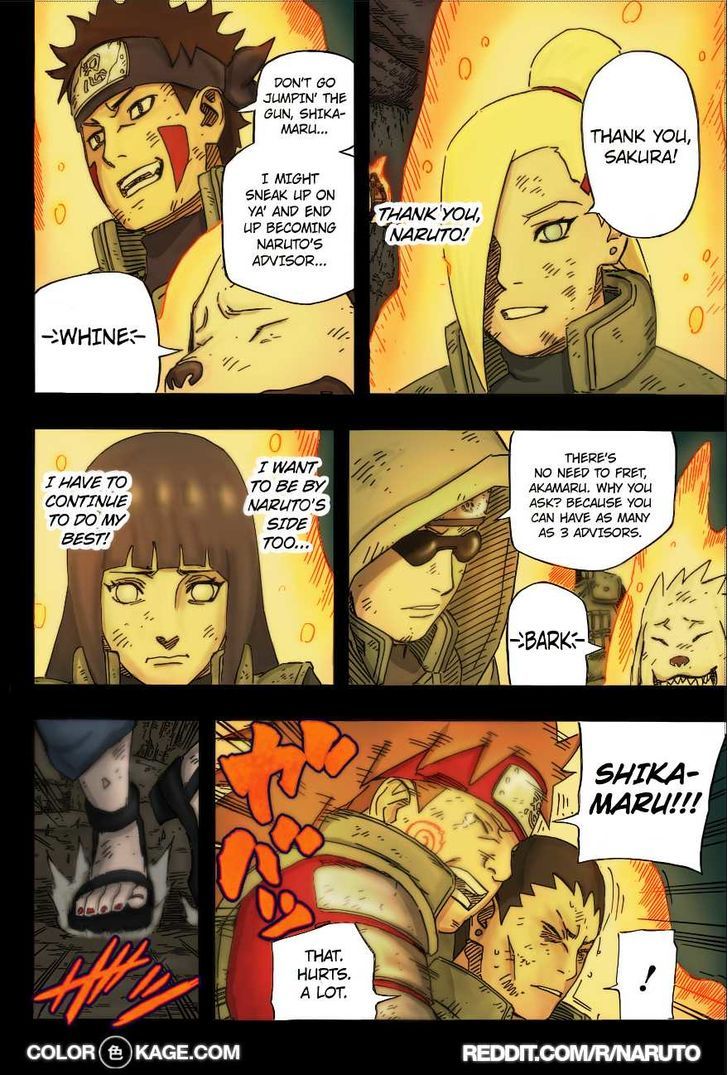 THANK YOU,
SAKURA!
THANK YOU,
NARUTO!
DON'T GO
JUMPIN' THE
GUN, SHIKA-
MARU...
I MIGHT
SNEAK UP ON
YA' AND END
UP BECOMING
NARUTO'S
ADVISOR...
-WHINE-
THERE'S
NO NEED TO FRET,
AKAMARU. WHY YOU
ASK? BECAUSE YOU
CAN HAVE AS MANY
AS 3 ADVISORS.
-BARK-
I WANT
TO BE BY
NARUTO'S
SIDE
TOO...
I HAVE TO
CONTINUE
TO DO MY
BEST!
SHIKA-
MARU!!!
!
ガバッ
THAT.
HURTS.
A LOT.
COLOR 色 KAGE.COM
REDDIT.COM/R/NARUTO